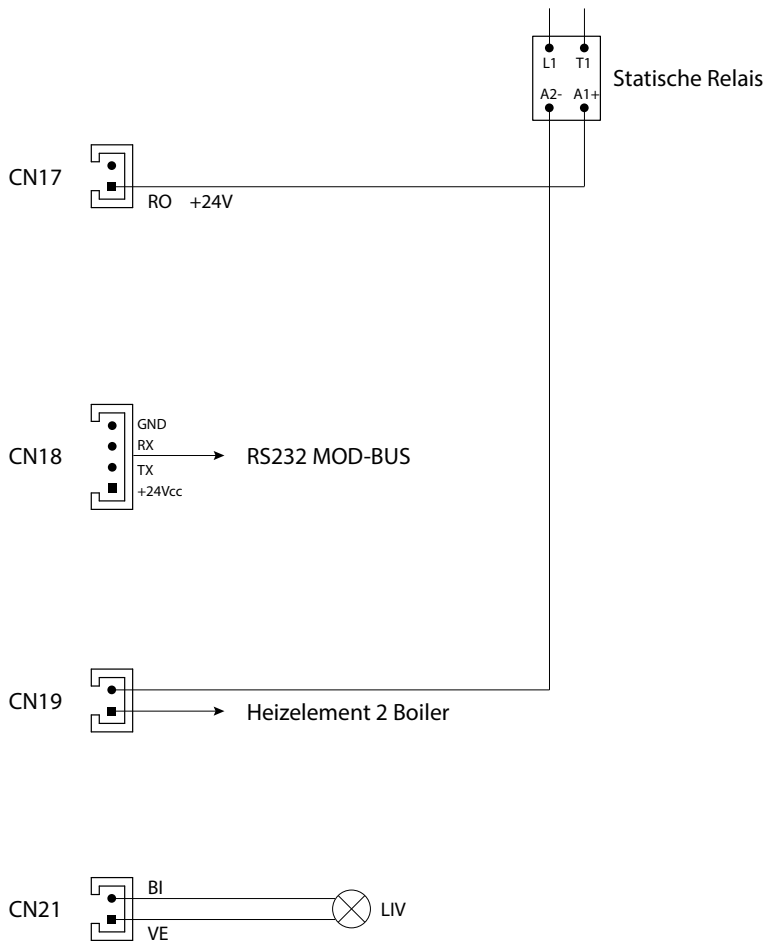 L1 T1
Statische Relais
A2- A1+
CN17
RO +24V
GND
CN18
RX
RS232 MOD-BUS
TX
+24Vcc
CN19
Heizelement 2 Boiler
BI
CN21
LIV
VE